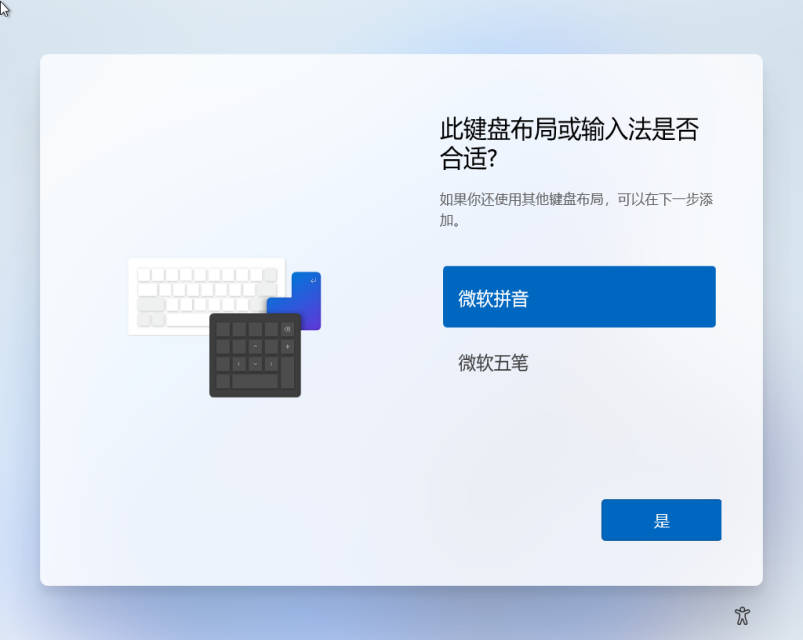 此键盘布局或输入法是否
合适?
如果你还使用其他键盘布局，可以在下一步添
加。
微软拼音
微软五笔
是